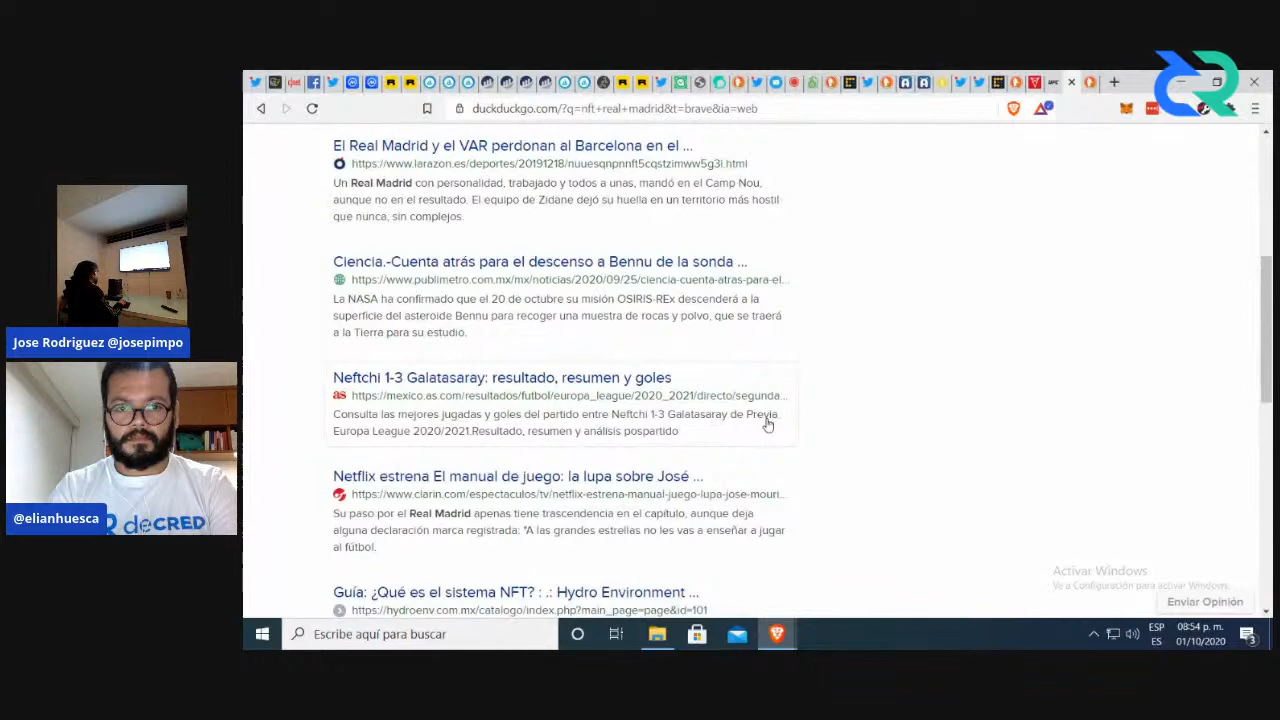 duckduckgo.com/?q=nft+real+madrid&t=brave&ia=web
El Real Madrid y el VAR perdonan al Barcelona en el ...
https://www.larazon.es/deportes/20191218/nuuesqnpnnft5cqstzimww5g3i.html
Un Real Madrid con personalidad, trabajado y todos a unas, mandó en el Camp Nou,
aunque no en el resultado. El equipo de Zidane dejó su huella en un territorio más hostil
que nunca, sin complejos.
Ciencia.-Cuenta atrás para el descenso a Bennu de la sonda ...
https://www.publimetro.com.mx/mx/noticias/2020/09/25/ciencia-cuenta-atras-para-el...
La NASA ha confirmado que el 20 de octubre su misión OSIRIS-REx descenderá a la
superficie del asteroide Bennu para recoger una muestra de rocas y polvo, que se traerá
a la Tierra para su estudio.
Neftchi 1-3 Galatasaray: resultado, resumen y goles
as
https://mexico.as.com/resultados/futbol/europa_league/2020_2021/directo/segunda...
Consulta las mejores jugadas y goles del partido entre Neftchi 1-3 Galatasaray de Previa
Europa League 2020/2021.Resultado, resumen y análisis pospartido
Netflix estrena El manual de juego: la lupa sobre José ...
https://www.clarin.com/espectaculos/tv/netflix-estrena-manual-juego-lupa-jose-mouri...
Su paso por el Real Madrid apenas tiene trascendencia en el capítulo, aunque deja
alguna declaración marca registrada: "A las grandes estrellas no les vas a enseñar a jugar
al fútbol.
Guía: ¿Qué es el sistema NFT? : .: Hydro Environment ...
https://hydroenv.com.mx/catalogo/index.php?main_page=page&id=101
Activar Windows
Ve a Configuración para activar Windows.
Enviar Opinión
Escribe aquí para buscar
ESP
ES
08:54 p. m.
01/10/2020
3
Jose Rodriguez @josepimpo
decRED
@elianhuesca